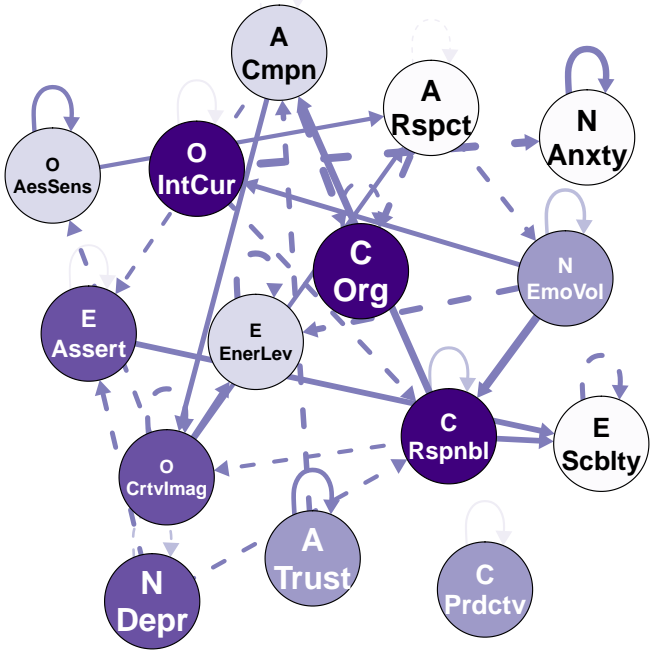 A
Cmpn
A
Rspct
N
Anxty
O
AesSens
O
IntCur
C
Org
N
EmoVol
E
Assert
E
EnerLev
C
Rspnbl
E
Scblty
O
CrtvImag
A
Trust
N
Depr
C
Prdctv